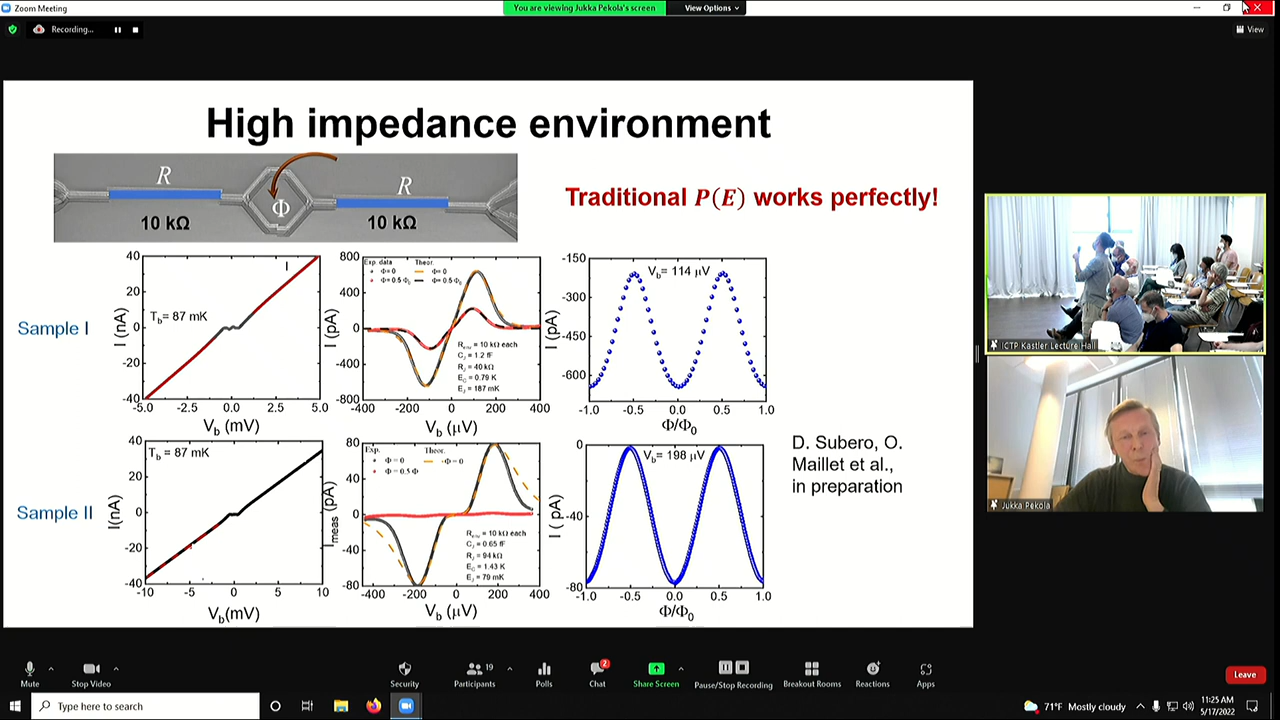 Zoom Meeting
You are viewing Jukka Pekola's screen
View Options
Recording...
View
High impedance environment
R
R
Φ
10 kΩ
10 kΩ
Traditional P(E) works perfectly!
Sample I
40
20
0
-20
-40
I (nA)
T_b= 87 mK
I
-5.0 -2.5 0.0 2.5 5.0
V_b (mV)
800
400
0
-400
-800
I (pA)
Exp. data Theor.
Φ=0 Φ=0
Φ=0.5 Φ_0 Φ=0.5Φ_0
R_env = 10 kΩ each
C_J = 1.2 fF
R_J = 40 kΩ
E_C = 0.79 K
E_J = 187 mK
-400 -200 0 200 400
V_b (μV)
-150
-300
-450
-600
I (pA)
V_b= 114 μV
-1.0 -0.5 0.0 0.5 1.0
Φ/Φ_0
Sample II
40
20
0
-20
-40
I(nA)
T_b= 87 mK
-10 -5 0 5 10
V_b(mV)
80
40
0
-40
-80
I_meas (pA)
Exp. Theor.
Φ=0 Φ=0
Φ=0.5 Φ
R_env = 10 kΩ each
C_J = 0.65 fF
R_J = 94 kΩ
E_C = 1.43 K
E_J = 79 mK
-400 -200 0 200 400
V_b (μV)
0
-40
-80
I ( pA)
V_b= 198 μV
-1.0 -0.5 0.0 0.5 1.0
Φ/Φ_0
D. Subero, O.
Maillet et al.,
in preparation
ICTP Kastler Lecture Hall
Jukka Pekola
Mute
Stop Video
Security
19
Participants
Polls
2
Chat
Share Screen
Pause/Stop Recording
Breakout Rooms
Reactions
Apps
Leave
Type here to search
71°F Mostly cloudy
11:25 AM
5/17/2022